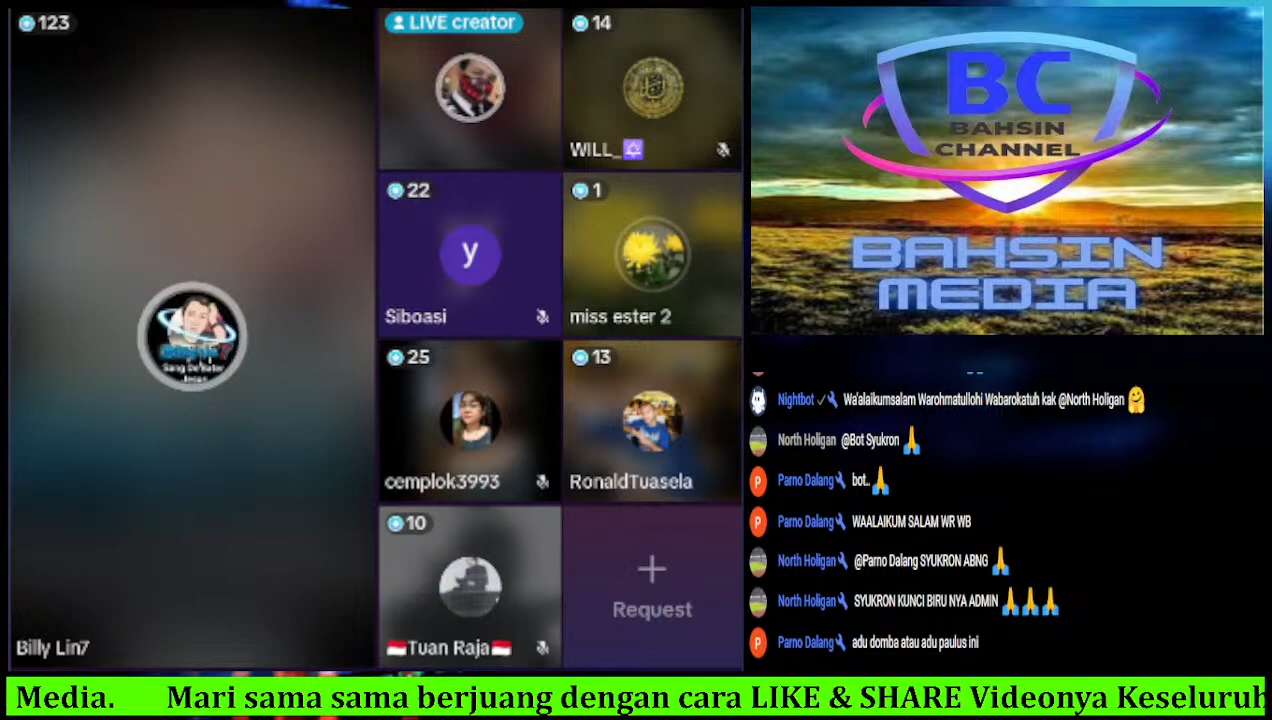 123
LIVE creator
14
WILL_
22
y
Siboasi
1
miss ester 2
25
cemplok3993
13
RonaldTuasela
10
Tuan Raja
+
Request
Billy Lin7
Sang Debater
BC
BAHSIN
CHANNEL
BAHSIN
MEDIA
Nightbot Wa'alaikumsalam Warohmatullohi Wabarokatuh kak @North Holigan 🤗
North Holigan @Bot Syukron 🙏
Parno Dalang bot..🙏
Parno Dalang WAALAIKUM SALAM WR WB
North Holigan @Parno Dalang SYUKRON ABNG 🙏
North Holigan SYUKRON KUNCI BIRU NYA ADMIN 🙏🙏🙏
Parno Dalang adu domba atau adu paulus ini
Media. Mari sama sama berjuang dengan cara LIKE & SHARE Videonya Keseluruh